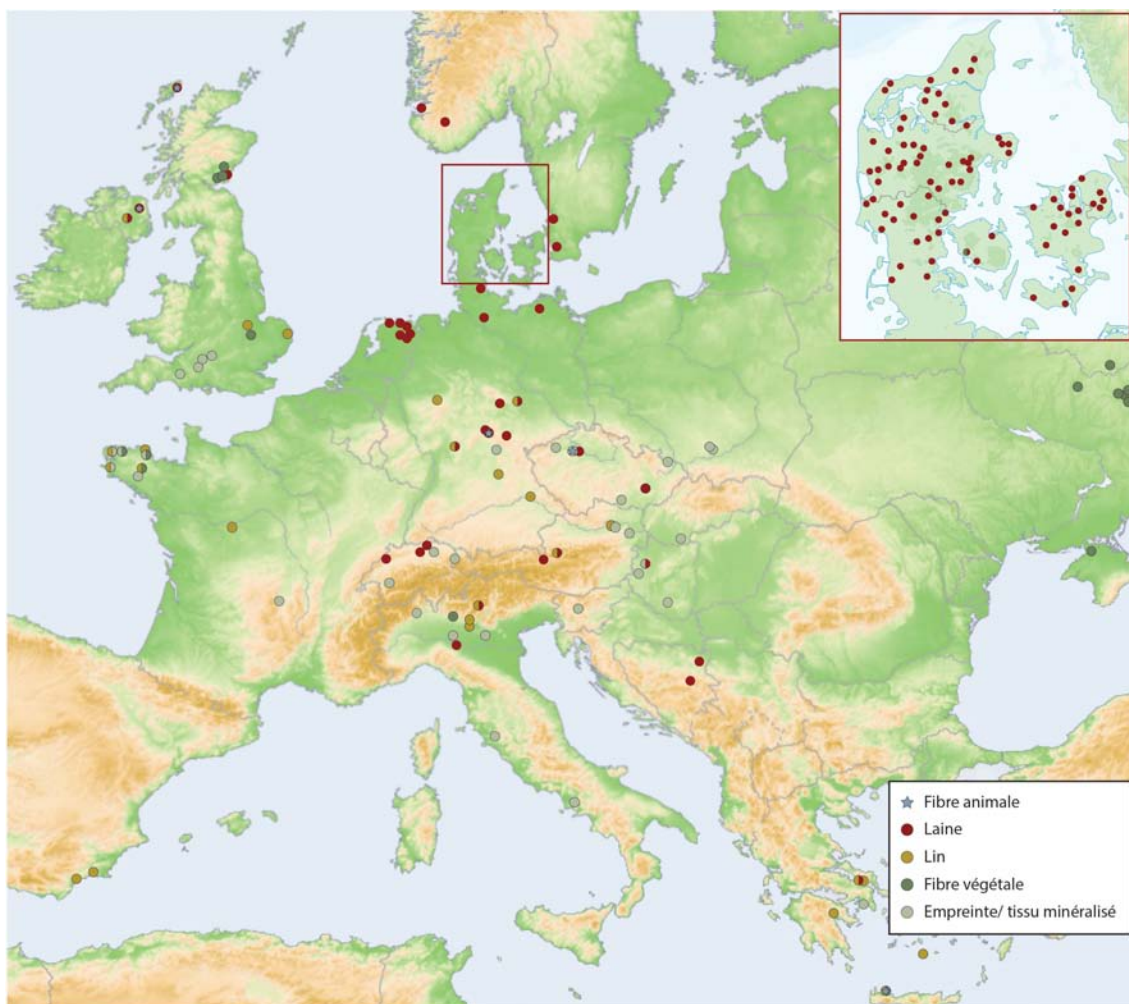 Fibre animale
Laine
Lin
Fibre végétale
Empreinte/ tissu minéralisé